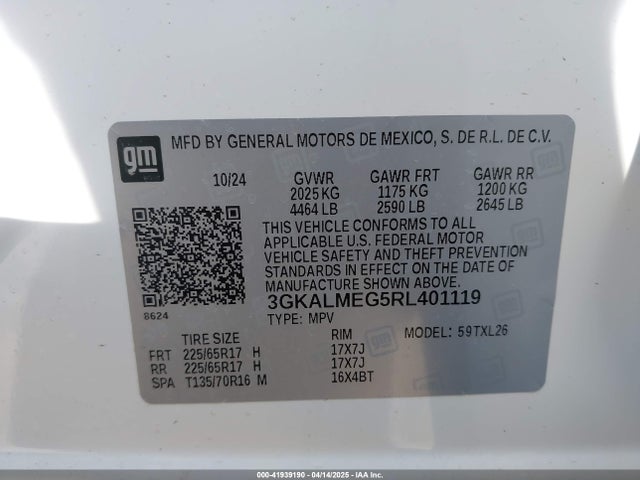 gm
MFD BY GENERAL MOTORS DE MEXICO, S. DE R.L. DE C.V.
10/24 GVWR GAWR FRT GAWR RR
2025 KG 1175 KG 1200 KG
4464 LB 2590 LB 2645 LB
THIS VEHICLE CONFORMS TO ALL
APPLICABLE U.S. FEDERAL MOTOR
VEHICLE SAFETY AND THEFT PREVENTION STANDARDS
IN EFFECT ON THE DATE OF
MANUFACTURE SHOWN ABOVE.
3GKALMEG5RL401119
8624
TYPE: MPV
TIRE SIZE RIM MODEL: 59TXL26
FRT 225/65R17 H 17X7J
RR 225/65R17 H 17X7J
SPA T135/70R16 M 16X4BT
000-41939190 - 04/14/2025 - IAA Inc.